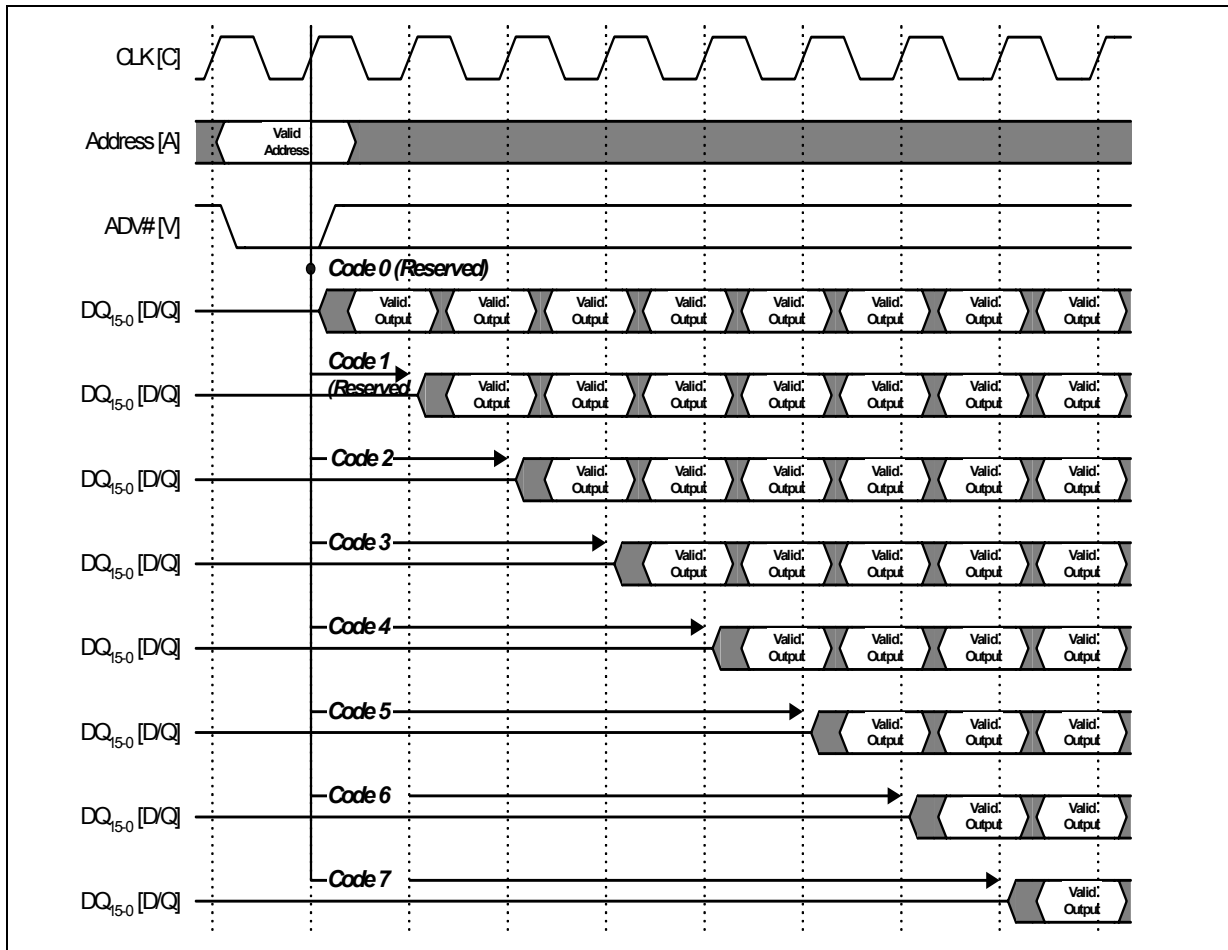 CLK [C]
Address [A]
Valid
Address
ADV# [V]
Code 0 (Reserved)
DQ15-0 [D/Q]
Valid Valid Valid Valid Valid Valid Valid Valid
Output Output Output Output Output Output Output Output
Code 1
(Reserved
DQ15-0 [D/Q]
Valid Valid Valid Valid Valid Valid Valid
Output Output Output Output Output Output Output
Code 2
DQ15-0 [D/Q]
Valid Valid Valid Valid Valid Valid
Output Output Output Output Output Output
Code 3
DQ15-0 [D/Q]
Valid Valid Valid Valid Valid
Output Output Output Output Output
Code 4
DQ15-0 [D/Q]
Valid Valid Valid Valid
Output Output Output Output
Code 5
DQ15-0 [D/Q]
Valid Valid Valid
Output Output Output
Code 6
DQ15-0 [D/Q]
Valid Valid
Output Output
Code 7
DQ15-0 [D/Q]
Valid
Output